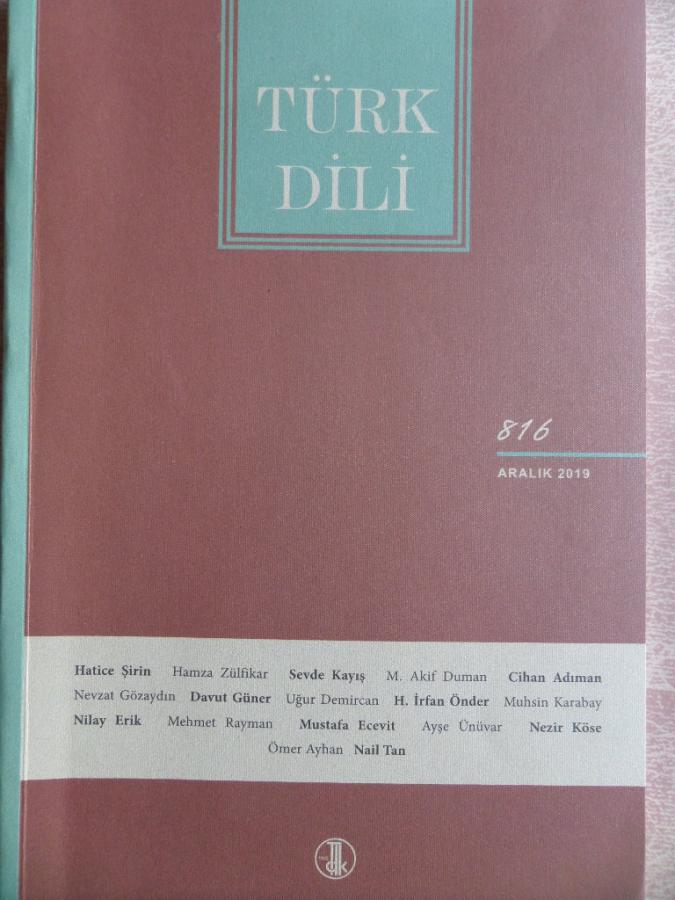 TÜRK
DİLİ
816
ARALIK 2019
Hatice Şirin Hamza Zülfikar Sevde Kayış M. Akif Duman Cihan Adıman
Nevzat Gözaydın Davut Güner Uğur Demircan H. İrfan Önder Muhsin Karabay
Nilay Erik Mehmet Rayman Mustafa Ecevit Ayşe Ünüvar Nezir Köse
Ömer Ayhan Nail Tan